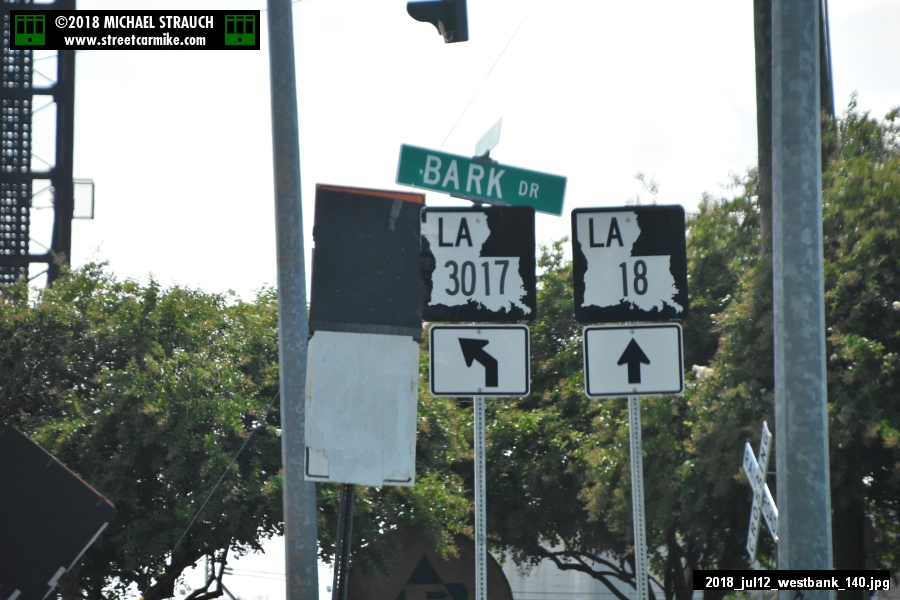 ©2018 MICHAEL STRAUCH
www.streetcarmike.com
BARK DR
LA
3017
LA
18
2018_jul12_westbank_140.jpg